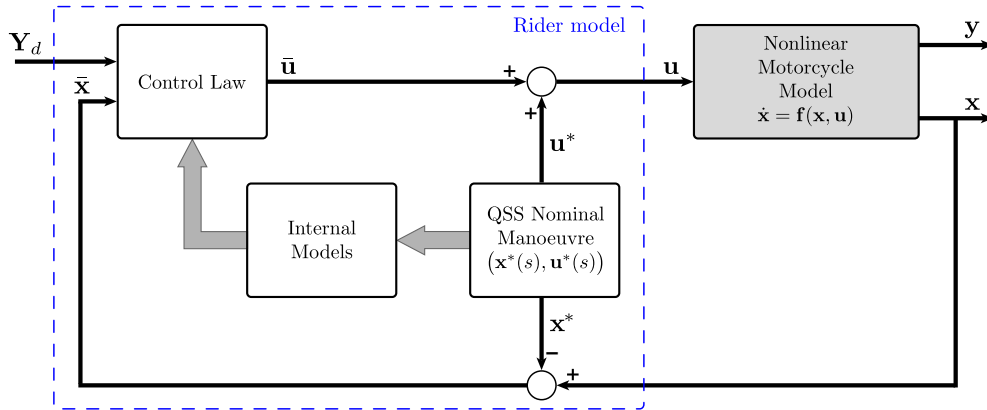 Rider model
Y_d
x̄
Control Law
ū
+
+
u*
u
Nonlinear
Motorcycle
Model
ẋ = f(x, u)
y
x
Internal
Models
QSS Nominal
Manoeuvre
(x*(s), u*(s))
x*
−
+